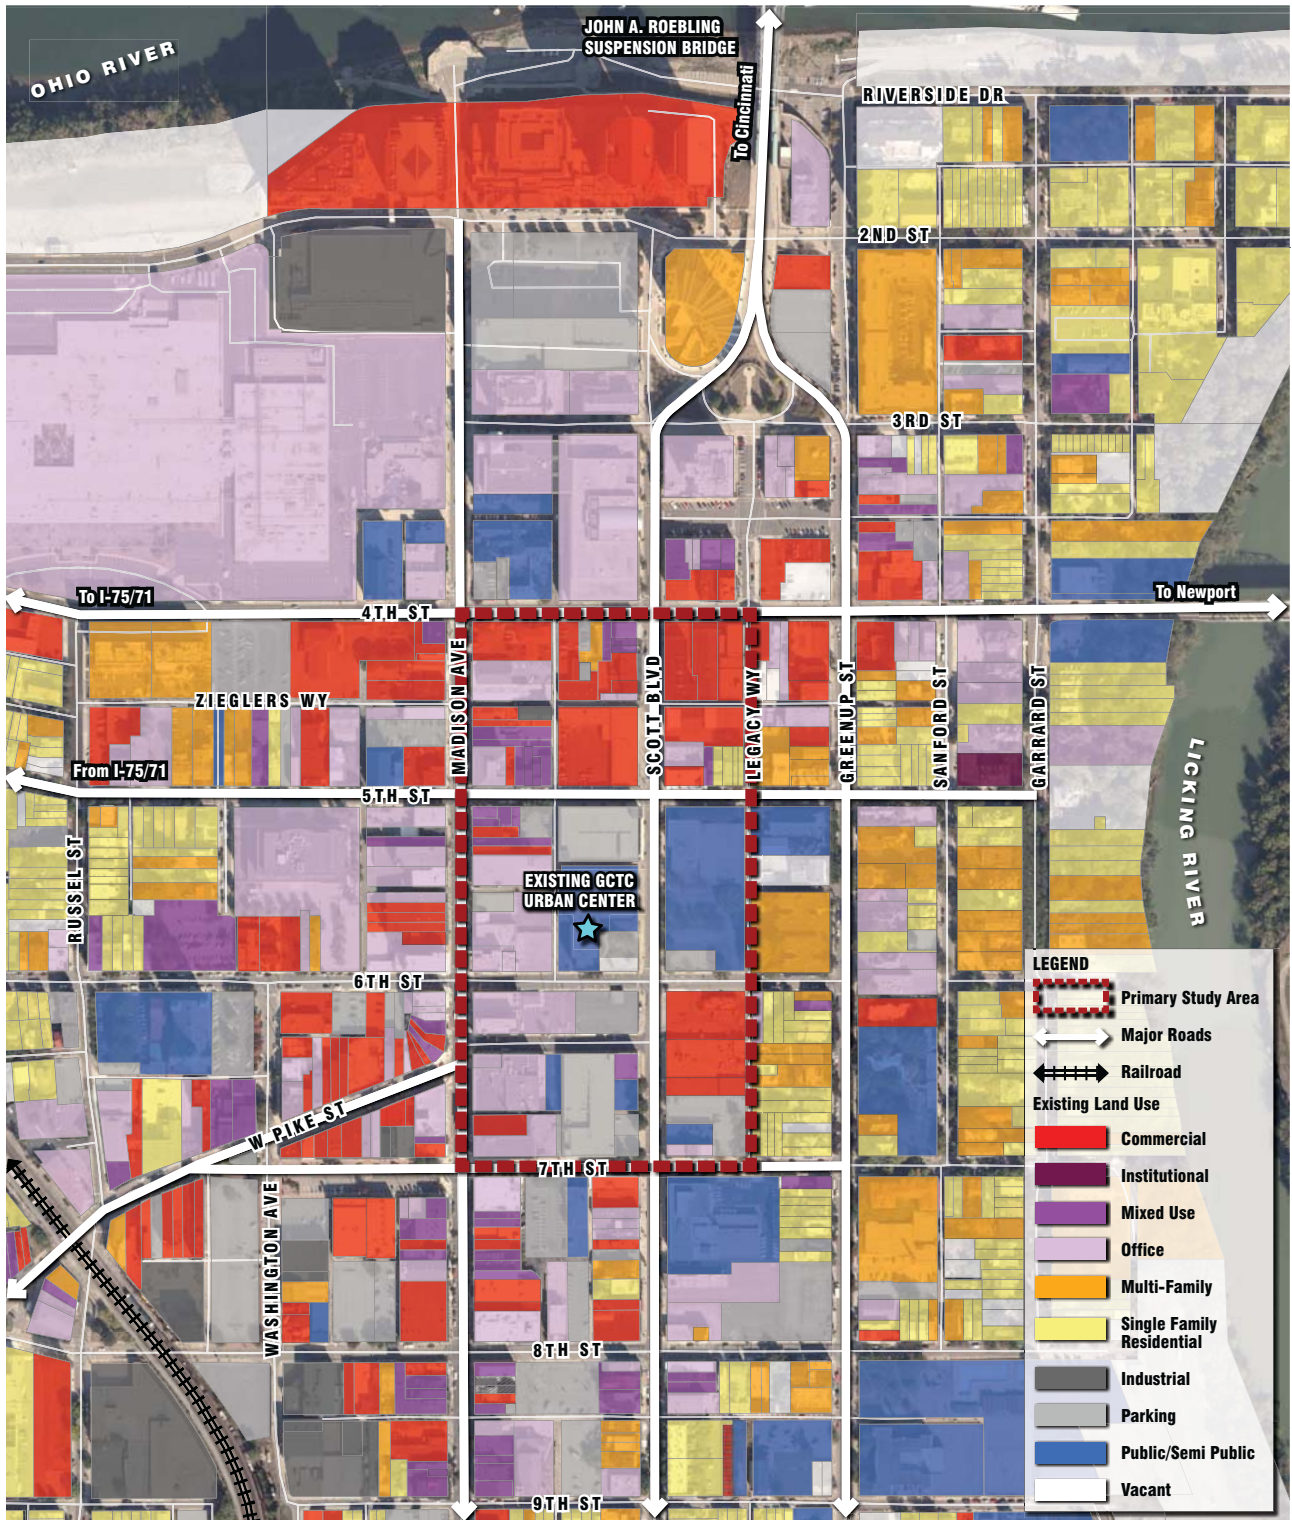 JOHN A. ROEBLING
SUSPENSION BRIDGE
OHIO RIVER
To Cincinnati
RIVERSIDE DR
2ND ST
3RD ST
To I-75/71
4TH ST
To Newport
ZIEGLERS WY
MADISON AVE
SCOTT BLVD
LEGACY WY
GREENUP ST
SANFORD ST
GARRARD ST
LICKING RIVER
From I-75/71
5TH ST
RUSSEL ST
EXISTING GCTC
URBAN CENTER
6TH ST
W PIKE ST
7TH ST
WASHINGTON AVE
8TH ST
9TH ST
LEGEND
Primary Study Area
Major Roads
Railroad
Existing Land Use
Commercial
Institutional
Mixed Use
Office
Multi-Family
Single Family
Residential
Industrial
Parking
Public/Semi Public
Vacant